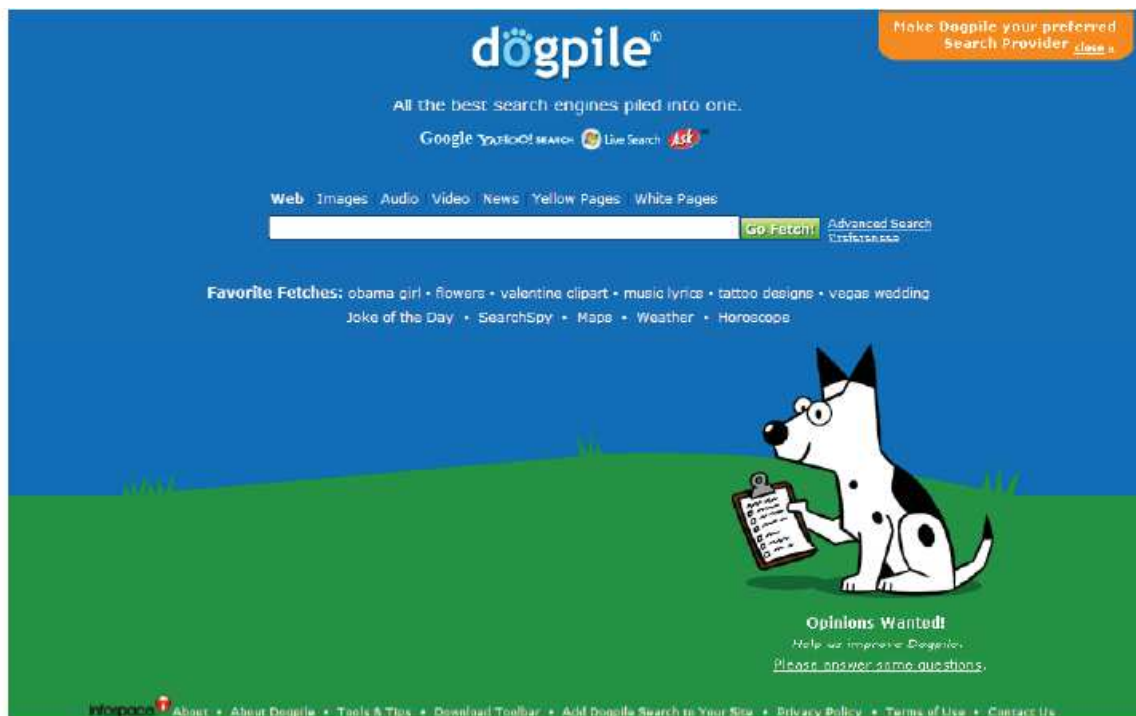 dogpile®
Make Dogpile your preferred
Search Provider close x
All the best search engines piled into one.
Google YAHOO! SEARCH Live Search Ask
Web Images Audio Video News Yellow Pages White Pages
Go Fetch! Advanced Search
Preferences
Favorite Fetches: obama girl • flowers • valentine clipart • music lyrics • tattoo designs • vegas wedding
Joke of the Day • SearchSpy • Maps • Weather • Horoscope
Opinions Wanted!
Help us improve Dogpile.
Please answer some questions.
infospace About • About Dogpile • Tools & Tips • Download Toolbar • Add Dogpile Search to Your Site • Privacy Policy • Terms of Use • Contact Us